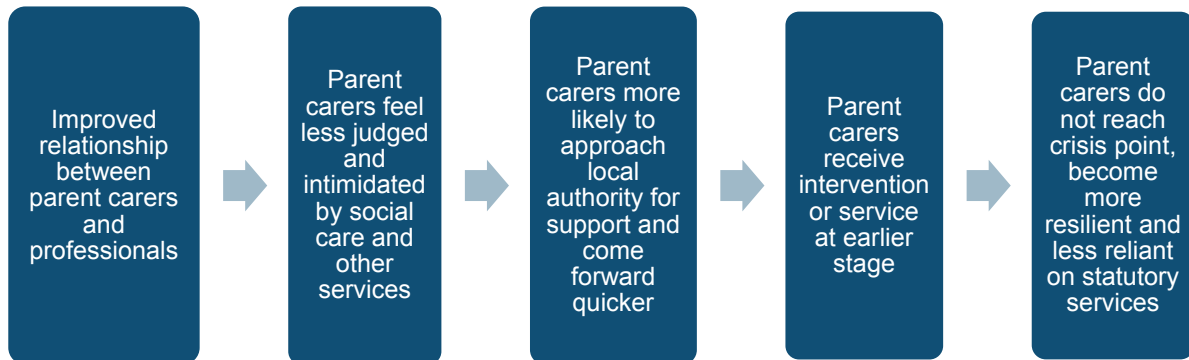 Improved
relationship
between
parent carers
and
professionals
Parent
carers feel
less judged
and
intimidated
by social
care and
other
services
Parent
carers more
likely to
approach
local
authority for
support and
come
forward
quicker
Parent
carers
receive
intervention
or service
at earlier
stage
Parent
carers do
not reach
crisis point,
become
more
resilient and
less reliant
on statutory
services